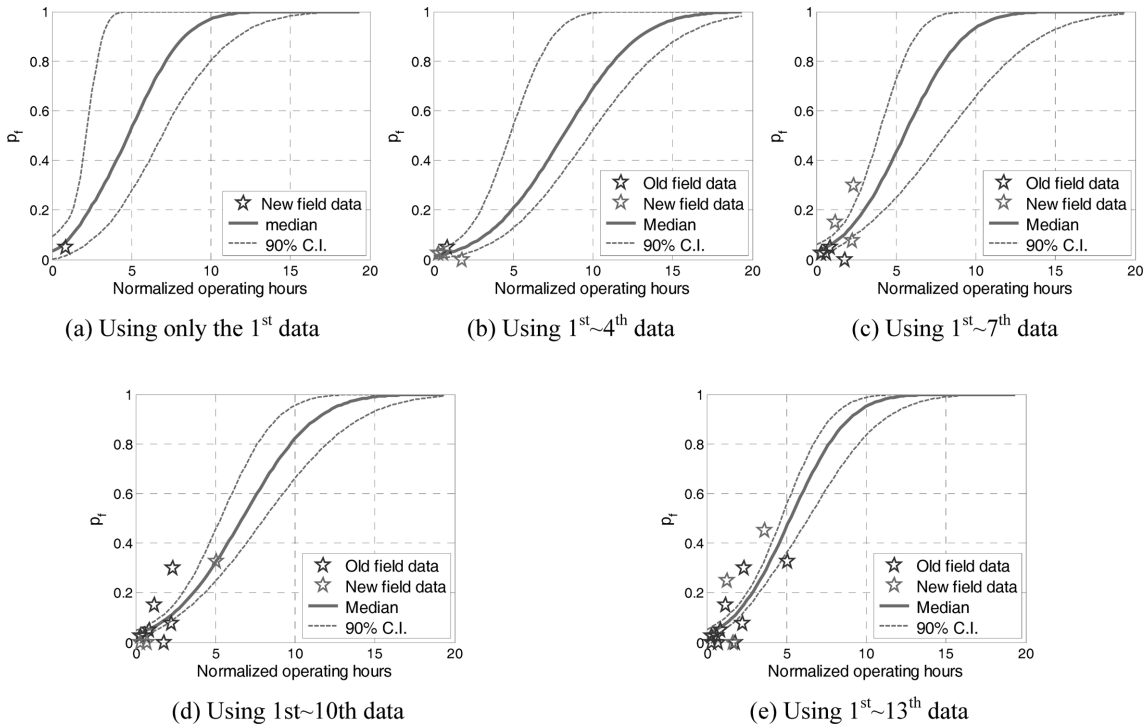 1
0.8
0.6
0.4
0.2
0
p_f
0 5 10 15 20
Normalized operating hours
New field data
median
90% C.I.
(a) Using only the 1st data
1
0.8
0.6
0.4
0.2
0
p_f
0 5 10 15 20
Normalized operating hours
Old field data
New field data
Median
90% C.I.
(b) Using 1st~4th data
1
0.8
0.6
0.4
0.2
0
p_f
0 5 10 15 20
Normalized operating hours
Old field data
New field data
Median
90% C.I.
(c) Using 1st~7th data
1
0.8
0.6
0.4
0.2
0
p_f
0 5 10 15 20
Normalized operating hours
Old field data
New field data
Median
90% C.I.
(d) Using 1st~10th data
1
0.8
0.6
0.4
0.2
0
p_f
0 5 10 15 20
Normalized operating hours
Old field data
New field data
Median
90% C.I.
(e) Using 1st~13th data